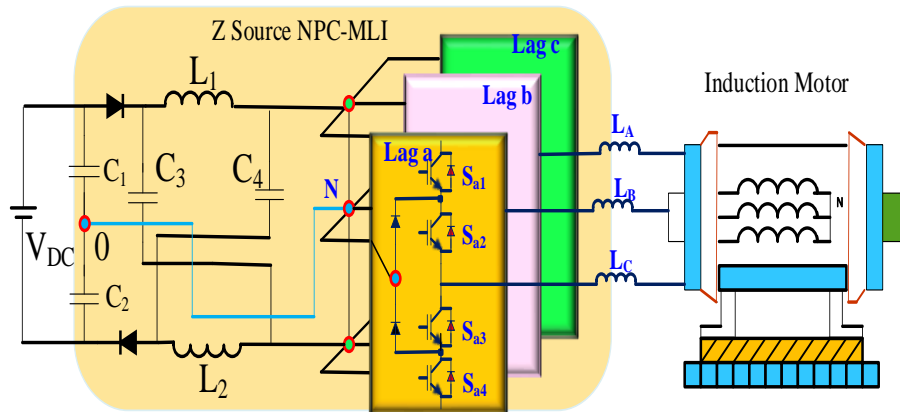 Z Source NPC-MLI
Lag c
Lag b
Lag a
Induction Motor
L1
L2
C1
C2
C3
C4
VDC
0
N
Sa1
Sa2
Sa3
Sa4
LA
LB
LC
N